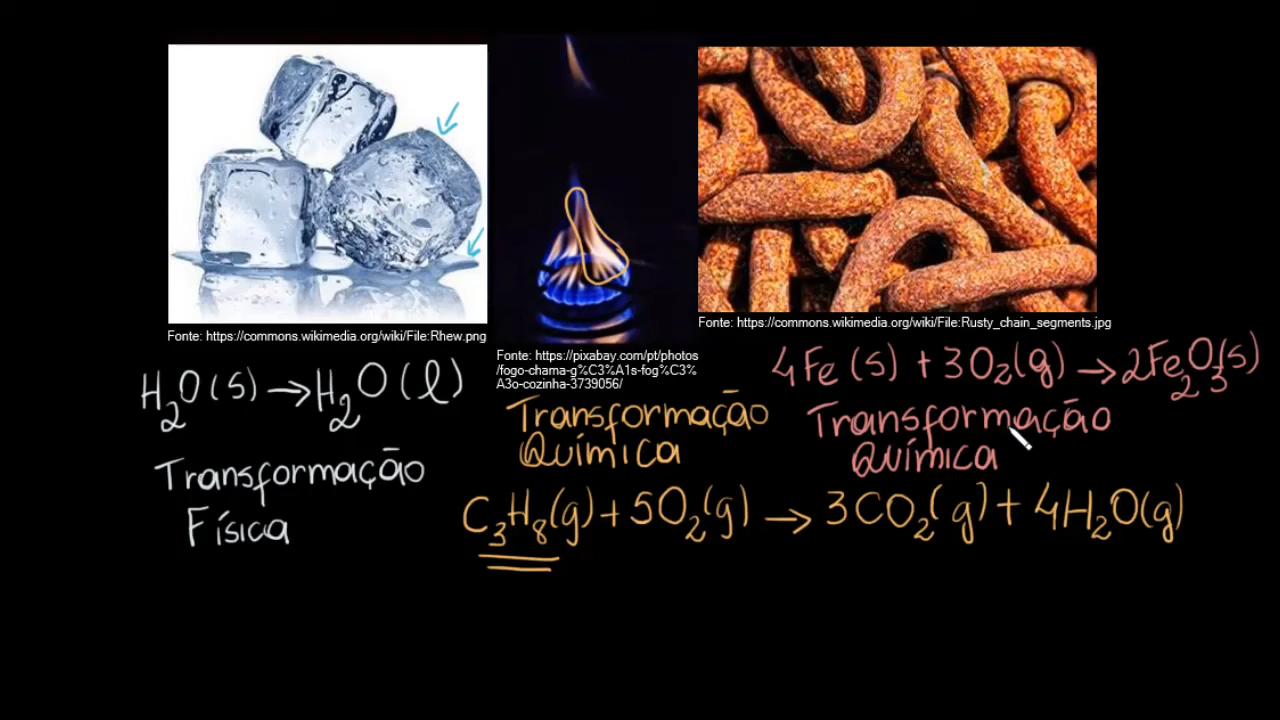 Fonte: https://commons.wikimedia.org/wiki/File:Rhew.png
Fonte: https://pixabay.com/pt/photos
/fogo-chama-g%C3%A1s-fog%C3%
A3o-cozinha-3739056/
Fonte: https://commons.wikimedia.org/wiki/File:Rusty_chain_segments.jpg
H₂O(s) → H₂O(l)
Transformação
Física
Transformação
Química
C₃H₈(g) + 5O₂(g) → 3CO₂(g) + 4H₂O(g)
4Fe(s) + 3O₂(g) → 2Fe₂O₃(s)
Transformação
Química